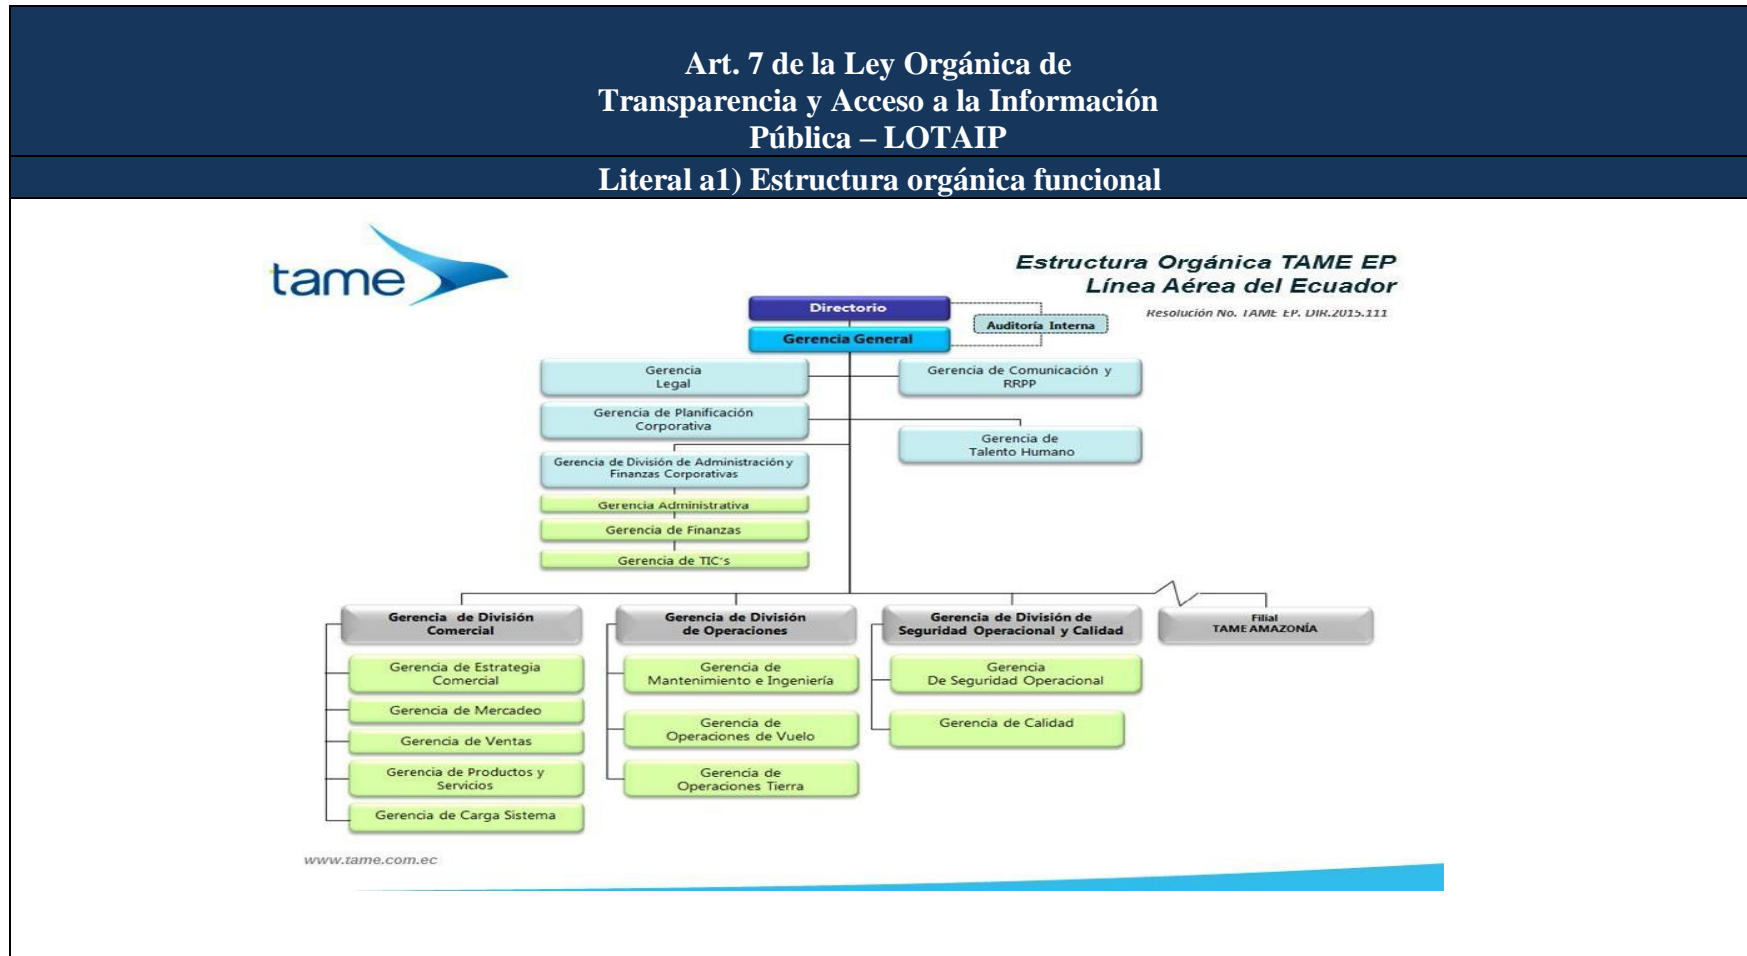 Art. 7 de la Ley Orgánica de
Transparencia y Acceso a la Información
Pública – LOTAIP
Literal a1) Estructura orgánica funcional
tame
Estructura Orgánica TAME EP
Línea Aérea del Ecuador
Resolución No. TAME EP. DIR.2015.111
Directorio
Auditoría Interna
Gerencia General
Gerencia
Legal
Gerencia de Comunicación y
RRPP
Gerencia de Planificación
Corporativa
Gerencia de
Talento Humano
Gerencia de División de Administración y
Finanzas Corporativas
Gerencia Administrativa
Gerencia de Finanzas
Gerencia de TIC's
Gerencia de División
Comercial
Gerencia de Estrategia
Comercial
Gerencia de Mercadeo
Gerencia de Ventas
Gerencia de Productos y
Servicios
Gerencia de Carga Sistema
Gerencia de División
de Operaciones
Gerencia de
Mantenimiento e Ingeniería
Gerencia de
Operaciones de Vuelo
Gerencia de
Operaciones Tierra
Gerencia de División de
Seguridad Operacional y Calidad
Gerencia
De Seguridad Operacional
Gerencia de Calidad
Filial
TAME AMAZONÍA
www.tame.com.ec